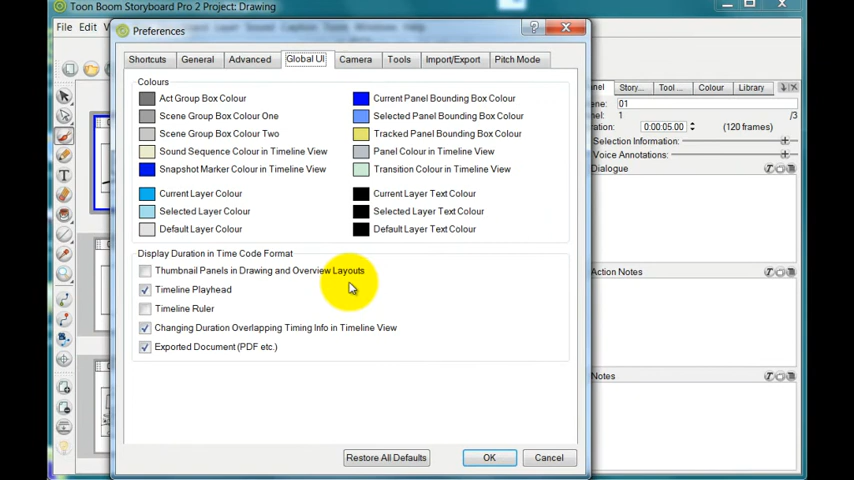 Toon Boom Storyboard Pro 2 Project: Drawing
File Edit
Preferences
Shortcuts General Advanced Global UI Camera Tools Import/Export Pitch Mode
Story... Tool ... Colour Library
Colours
Act Group Box Colour Current Panel Bounding Box Colour
01
Scene Group Box Colour One Selected Panel Bounding Box Colour
1 /3
0:00:05.00 (120 frames)
Scene Group Box Colour Two Tracked Panel Bounding Box Colour
Selection Information:
Sound Sequence Colour in Timeline View Panel Colour in Timeline View
Voice Annotations:
Snapshot Marker Colour in Timeline View Transition Colour in Timeline View
Dialogue
Current Layer Colour Current Layer Text Colour
Selected Layer Colour Selected Layer Text Colour
Default Layer Colour Default Layer Text Colour
Display Duration in Time Code Format
Thumbnail Panels in Drawing and Overview Layouts
Action Notes
Timeline Playhead
Timeline Ruler
Changing Duration Overlapping Timing Info in Timeline View
Exported Document (PDF etc.)
Notes
Restore All Defaults OK Cancel